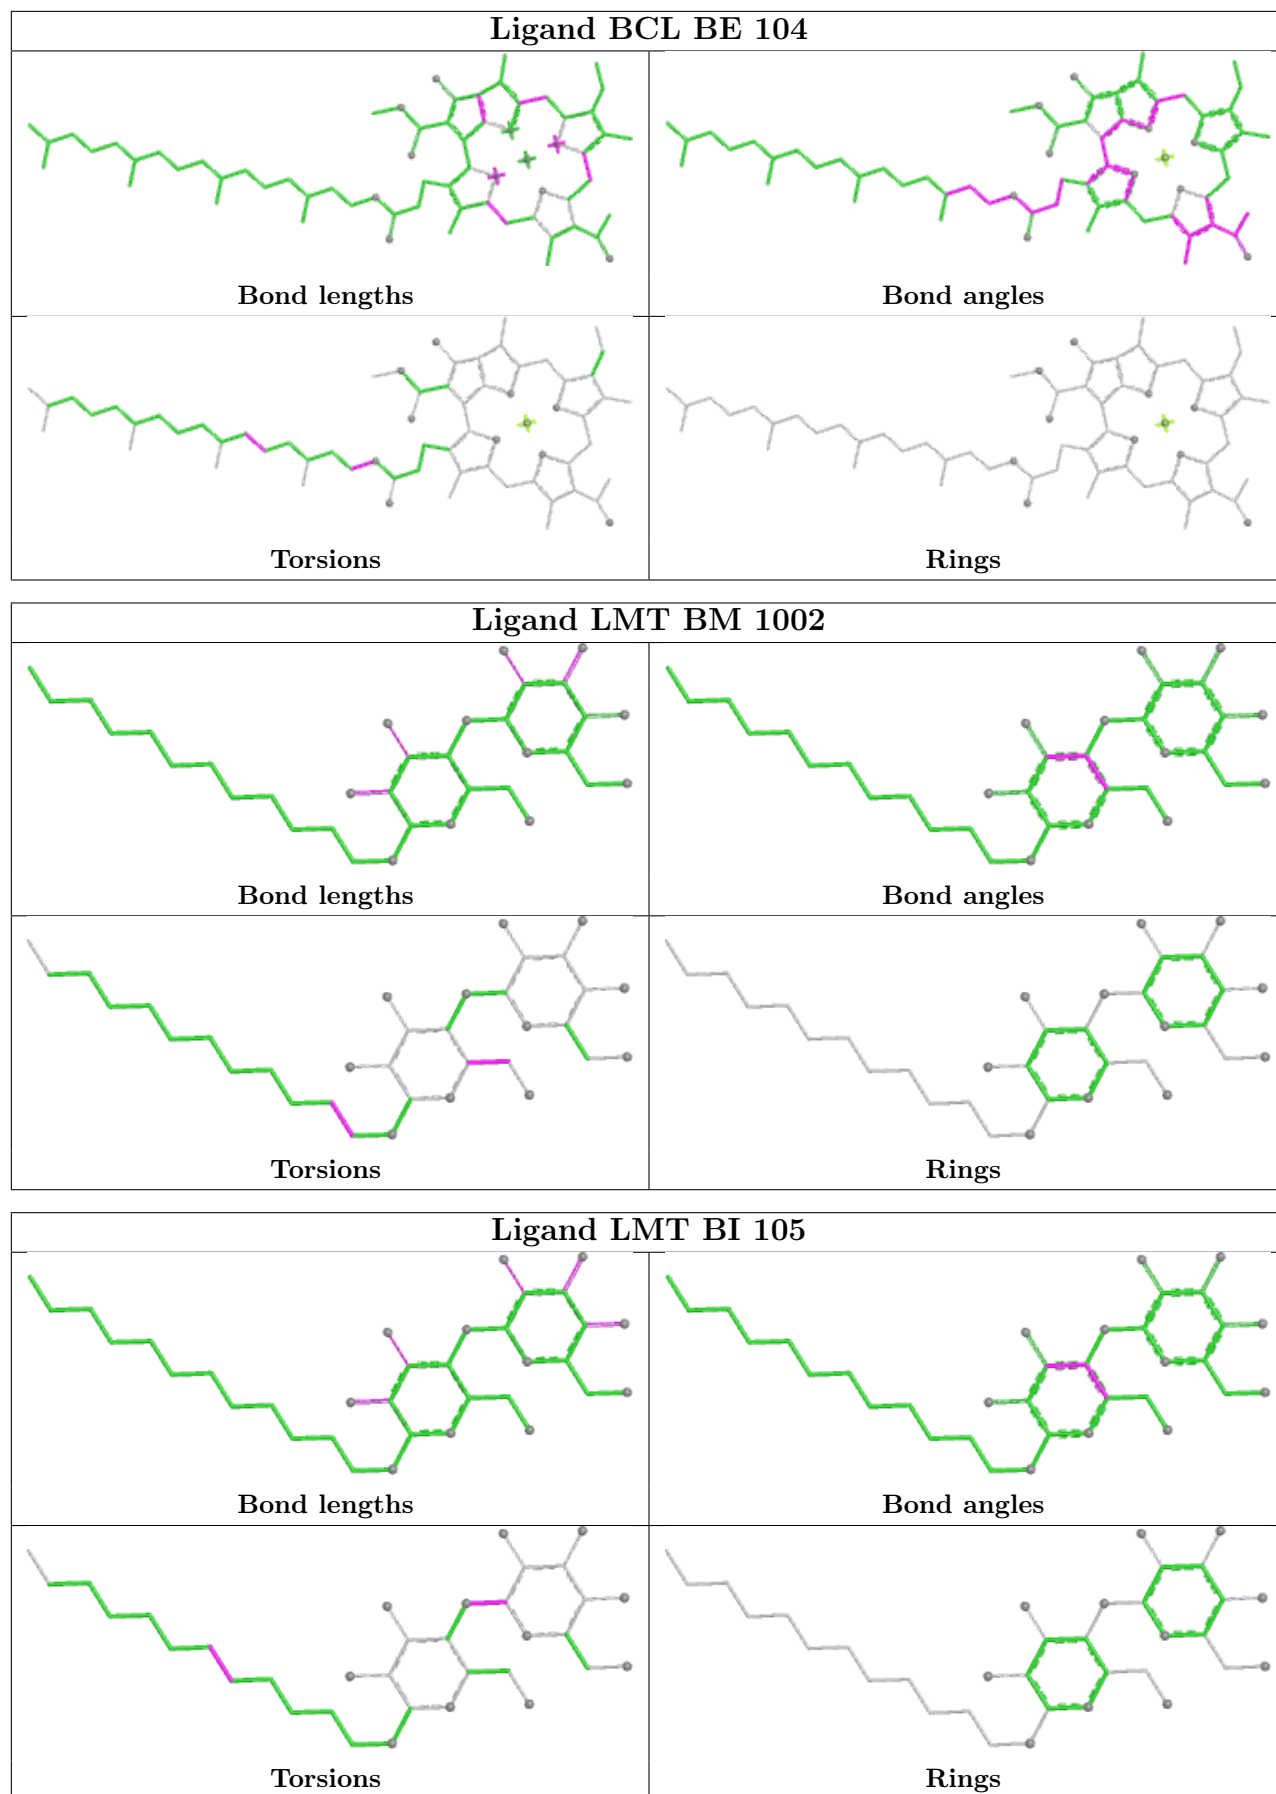 Ligand BCL BE 104
Bond lengths
Bond angles
Torsions
Rings
Ligand LMT BM 1002
Bond lengths
Bond angles
Torsions
Rings
Ligand LMT BI 105
Bond lengths
Bond angles
Torsions
Rings